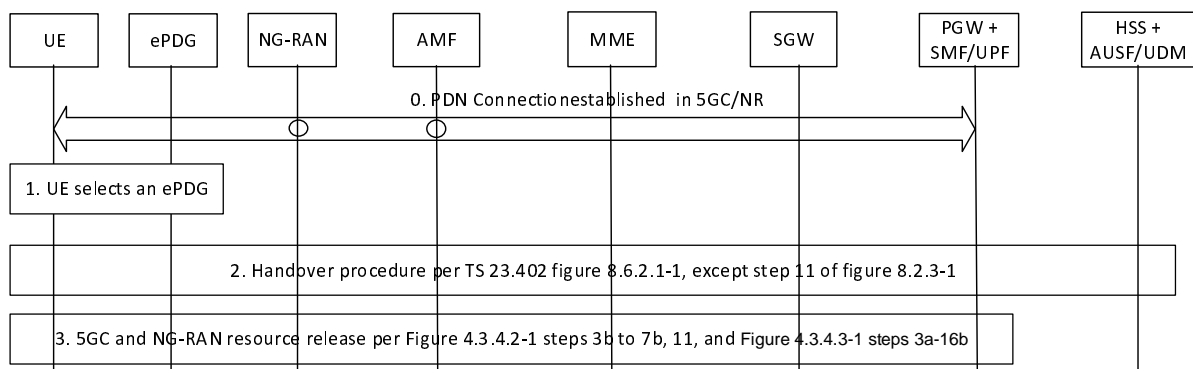 UE
ePDG
NG-RAN
AMF
MME
SGW
PGW +
SMF/UPF
HSS +
AUSF/UDM
0. PDN Connectionestablished in 5GC/NR
1. UE selects an ePDG
2. Handover procedure per TS 23.402 figure 8.6.2.1-1, except step 11 of figure 8.2.3-1
3. 5GC and NG-RAN resource release per Figure 4.3.4.2-1 steps 3b to 7b, 11, and Figure 4.3.4.3-1 steps 3a-16b